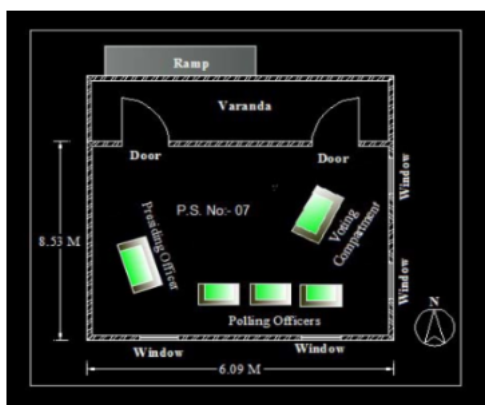 Ramp
Varanda
Door
Door
Window
Presiding Officer
P.S. No:- 07
Voting
Compartment
8.53 M
Window
Polling Officers
N
Window
Window
6.09 M